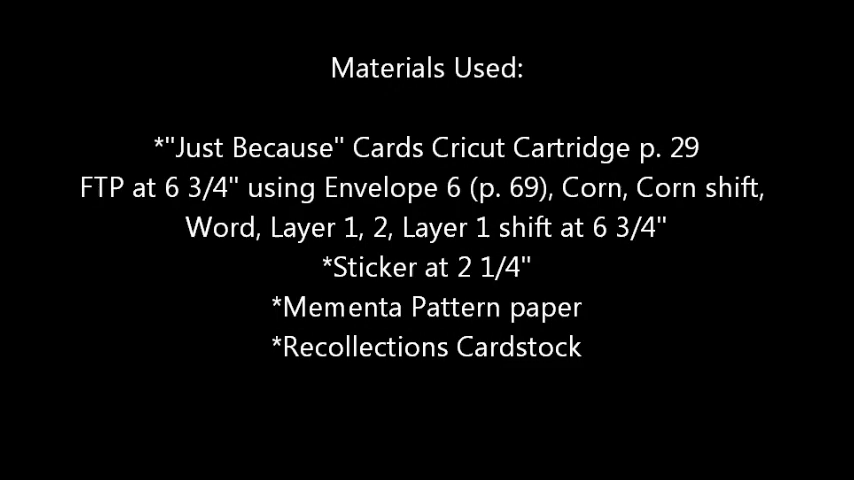 Materials Used:
*"Just Because" Cards Cricut Cartridge p. 29
FTP at 6 3/4" using Envelope 6 (p. 69), Corn, Corn shift,
Word, Layer 1, 2, Layer 1 shift at 6 3/4"
*Sticker at 2 1/4"
*Mementa Pattern paper
*Recollections Cardstock